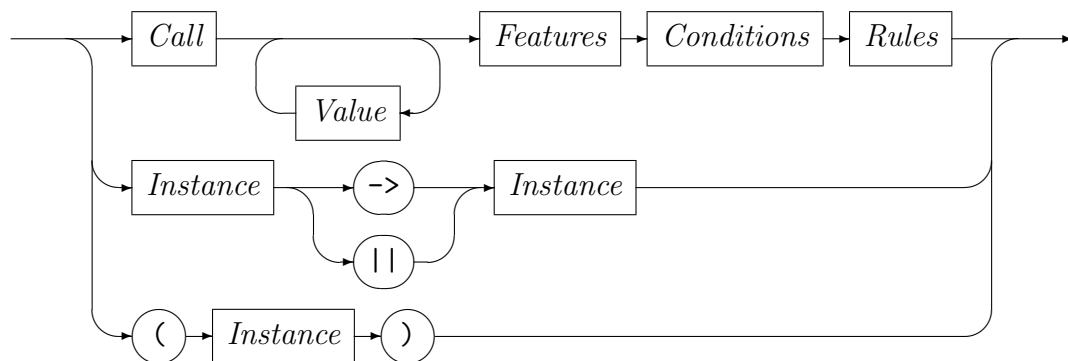 Call Features Conditions Rules
Value
Instance -> Instance
||
( Instance )